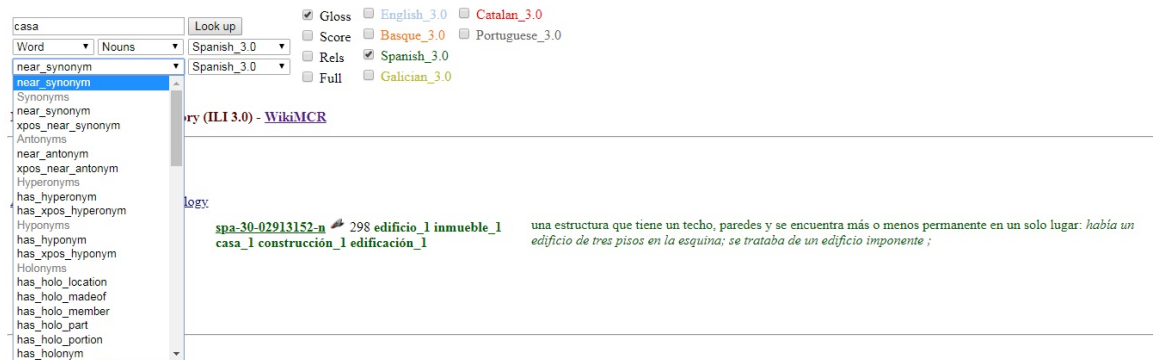 casa Look up
Word Nouns Spanish_3.0
near_synonym Spanish_3.0
Gloss English_3.0 Catalan_3.0
Score Basque_3.0 Portuguese_3.0
Rels Spanish_3.0
Full Galician_3.0
near_synonym
Synonyms
near_synonym
xpos_near_synonym
Antonyms
near_antonym
xpos_near_antonym
Hyperonyms
has_hyperonym
has_xpos_hyperonym
Hyponyms
has_hyponym
has_xpos_hyponym
Holonyms
has_holo_location
has_holo_madeof
has_holo_member
has_holo_part
has_holo_portion
has_holonym
ry (ILI 3.0) - WikiMCR
logy
spa-30-02913152-n 298 edificio_1 inmueble_1
casa_1 construcción_1 edificación_1
una estructura que tiene un techo, paredes y se encuentra más o menos permanente en un solo lugar: había un
edificio de tres pisos en la esquina; se trataba de un edificio imponente ;